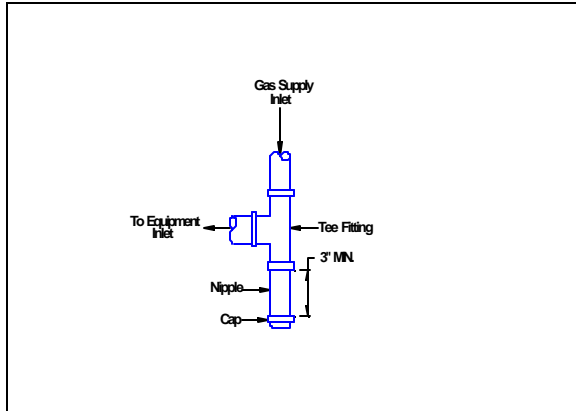 Gas Supply
Inlet
To Equipment
Inlet
Tee Fitting
3" MIN.
Nipple
Cap